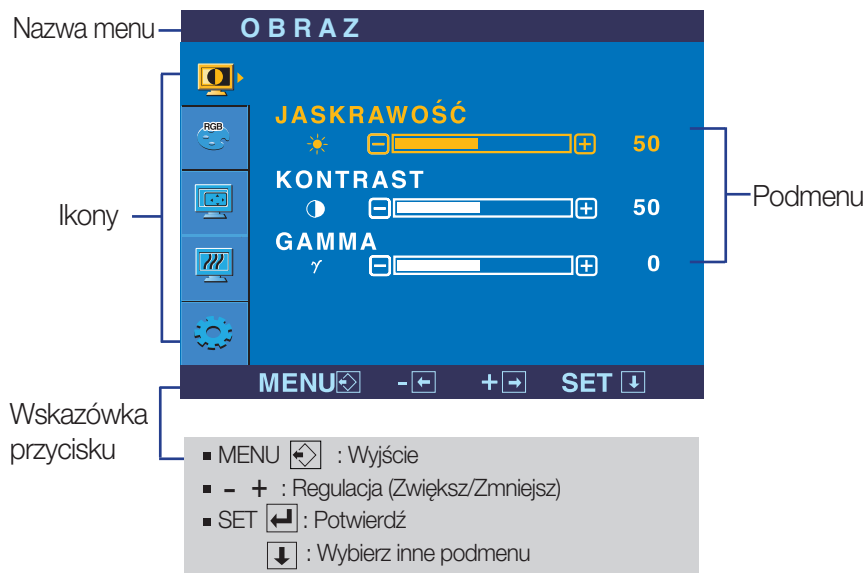 Nazwa menu
OBRAZ
JASKRAWOŚĆ
50
RGB
KONTRAST
50
Ikony
Podmenu
GAMMA
γ
0
MENU - + SET
Wskazówka
przycisku
MENU : Wyjście
- + : Regulacja (Zwiększ/Zmniejsz)
SET : Potwierdź
: Wybierz inne podmenu